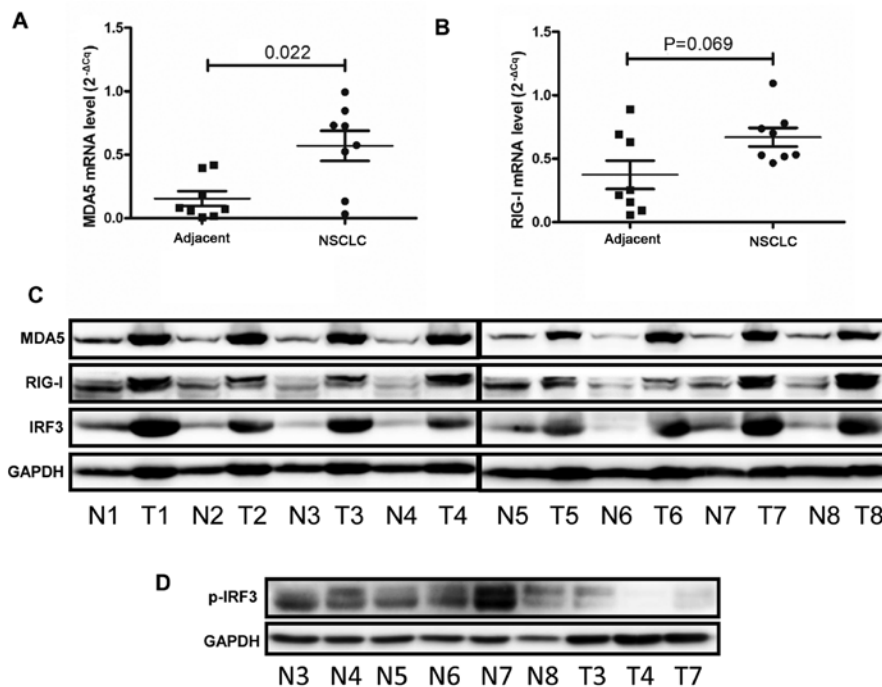 A
MDA5 mRNA level (2^-ΔCq)
1.5
1.0
0.5
0.0
0.022
Adjacent NSCLC
B
RIG-I mRNA level (2^-ΔCq)
1.5
1.0
0.5
0.0
P=0.069
Adjacent NSCLC
C
MDA5
RIG-I
IRF3
GAPDH
N1 T1 N2 T2 N3 T3 N4 T4 N5 T5 N6 T6 N7 T7 N8 T8
D
p-IRF3
GAPDH
N3 N4 N5 N6 N7 N8 T3 T4 T7